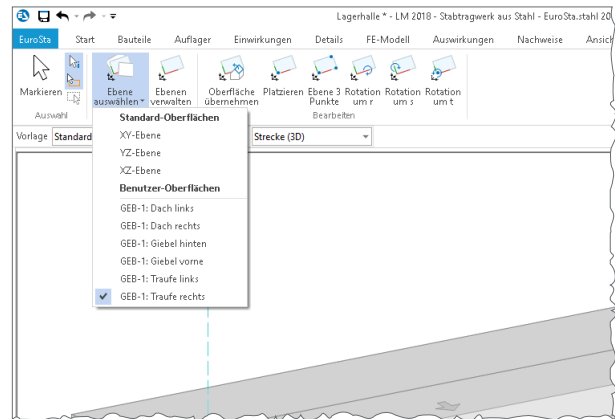 Lagerhalle * - LM 2018 - Stabtragwerk aus Stahl - EuroSta.stahl 20
EuroSta Start Bauteile Auflager Einwirkungen Details FE-Modell Auswirkungen Nachweise Ansich
Markieren Ebene auswählen Ebenen verwalten Oberfläche übernehmen Platzieren Ebene 3 Punkte Rotation um r Rotation um s Rotation um t
Auswahl Bearbeiten
Vorlage Standard Strecke (3D)
Standard-Oberflächen
XY-Ebene
YZ-Ebene
XZ-Ebene
Benutzer-Oberflächen
GEB-1: Dach links
GEB-1: Dach rechts
GEB-1: Giebel hinten
GEB-1: Giebel vorne
GEB-1: Traufe links
GEB-1: Traufe rechts